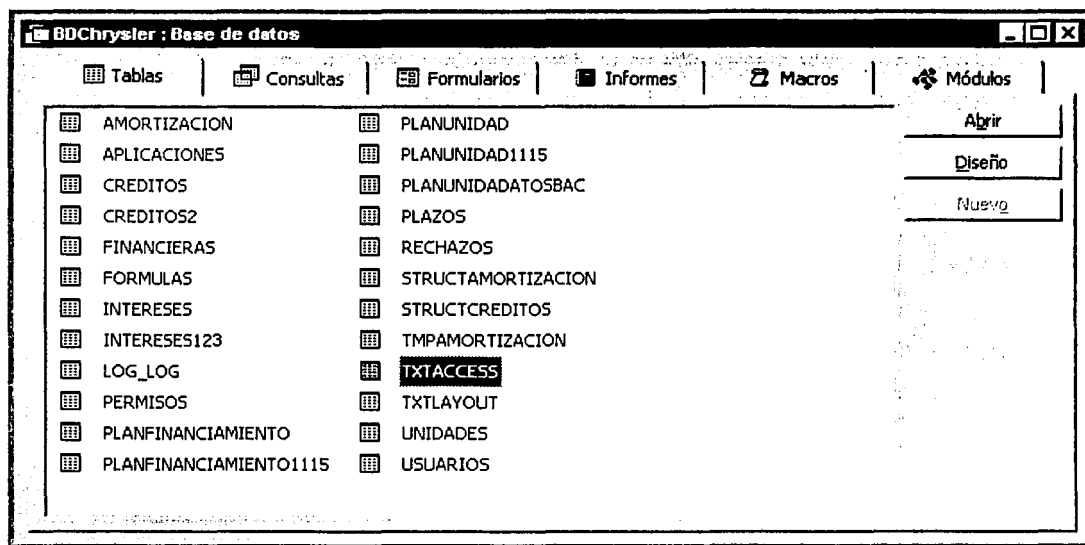 BDChrysler : Base de datos
Tablas Consultas Formularios Informes Macros Módulos
AMORTIZACION
APLICACIONES
CREDITOS
CREDITOS2
FINANCIERAS
FORMULAS
INTERESES
INTERESES123
LOG_LOG
PERMISOS
PLANFINANCIAMIENTO
PLANFINANCIAMIENTO1115
PLANUNIDAD
PLANUNIDAD1115
PLANUNIDADATOSBAC
PLAZOS
RECHAZOS
STRUCTAMORTIZACION
STRUCTCREDITOS
TMPAMORTIZACION
TXTACCESS
TXTLAYOUT
UNIDADES
USUARIOS
Abrir
Diseño
Nuevo